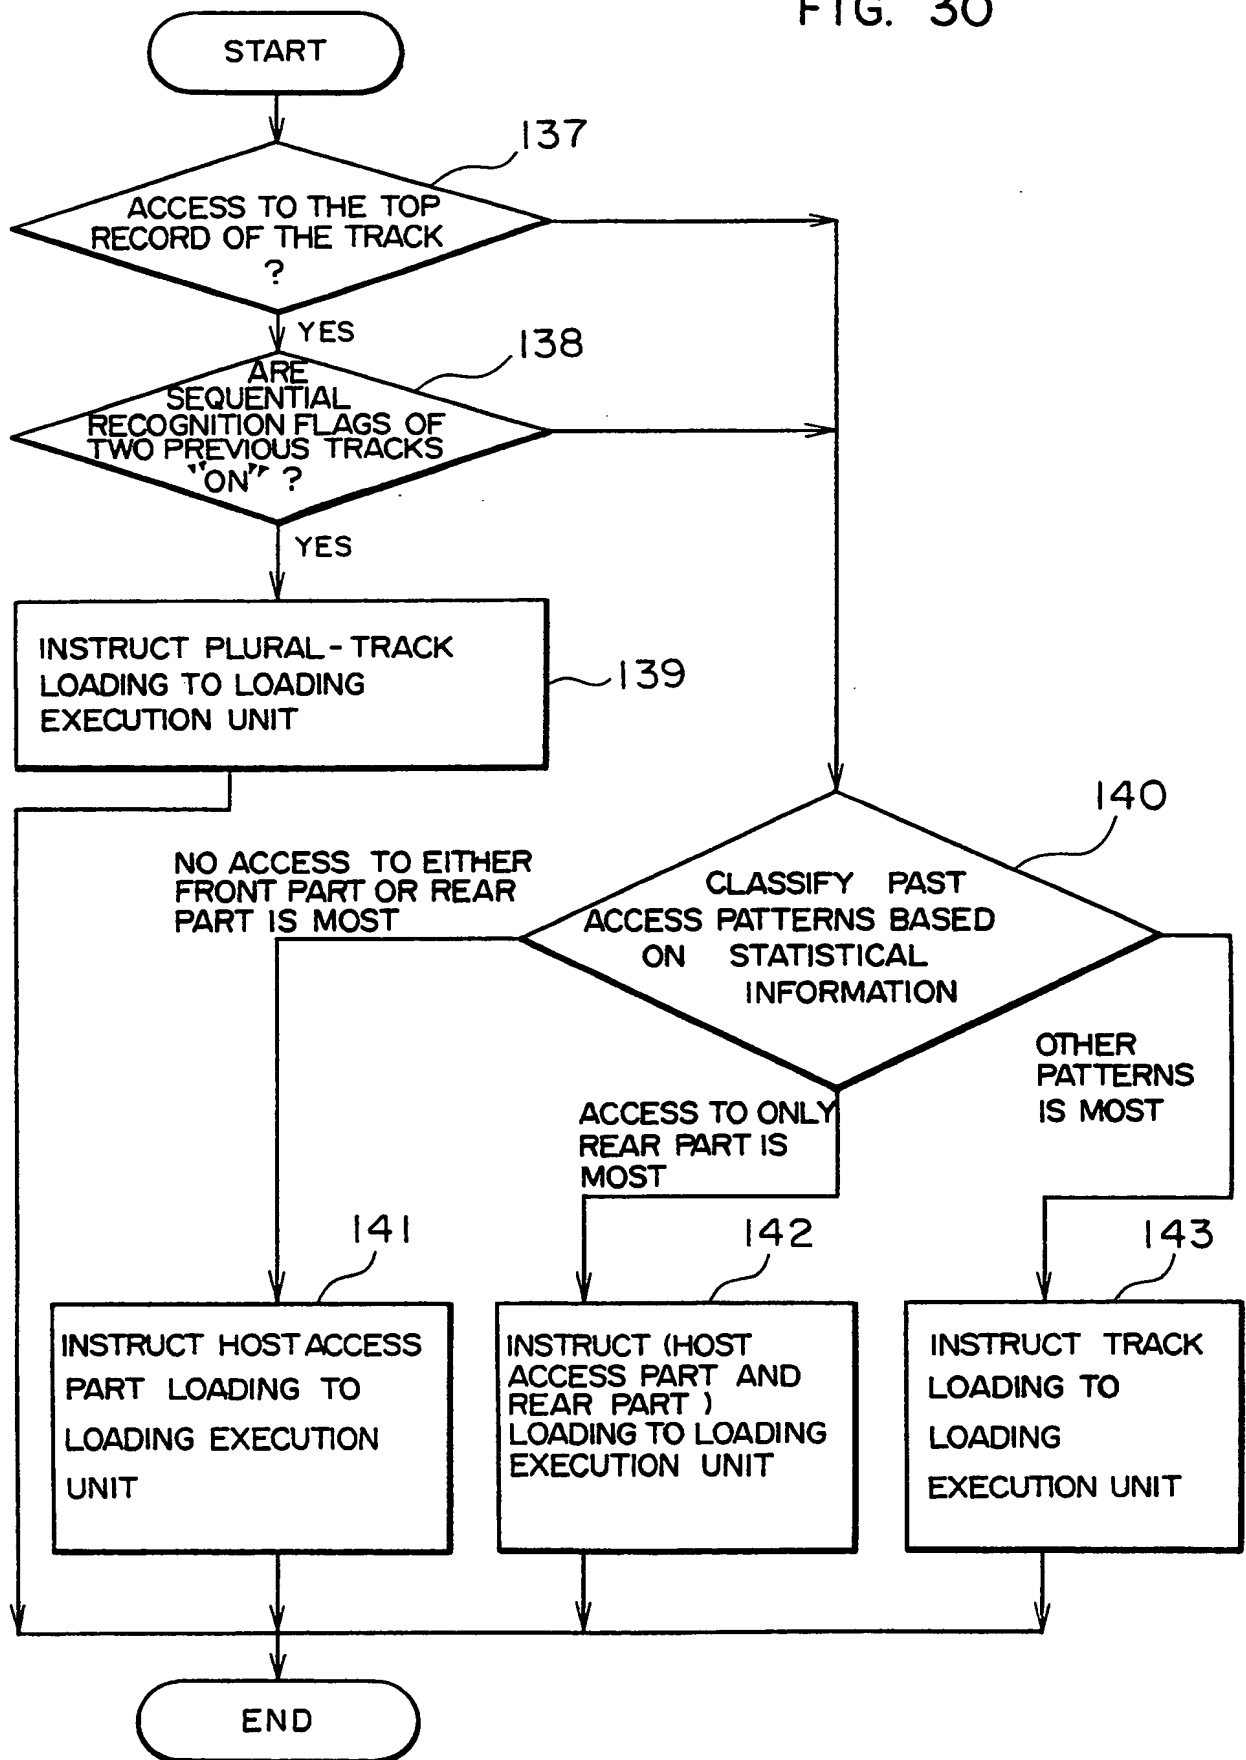 FIG. 30
START
137
ACCESS TO THE TOP
RECORD OF THE TRACK
?
YES
138
ARE
SEQUENTIAL
RECOGNITION FLAGS OF
TWO PREVIOUS TRACKS
"ON" ?
YES
INSTRUCT PLURAL-TRACK
LOADING TO LOADING
EXECUTION UNIT
139
140
NO ACCESS TO EITHER
FRONT PART OR REAR
PART IS MOST
CLASSIFY PAST
ACCESS PATTERNS BASED
ON STATISTICAL
INFORMATION
OTHER
PATTERNS
IS MOST
ACCESS TO ONLY
REAR PART IS
MOST
141
142
143
INSTRUCT HOST ACCESS
PART LOADING TO
LOADING EXECUTION
UNIT
INSTRUCT (HOST
ACCESS PART AND
REAR PART )
LOADING TO LOADING
EXECUTION UNIT
INSTRUCT TRACK
LOADING TO
LOADING
EXECUTION UNIT
END